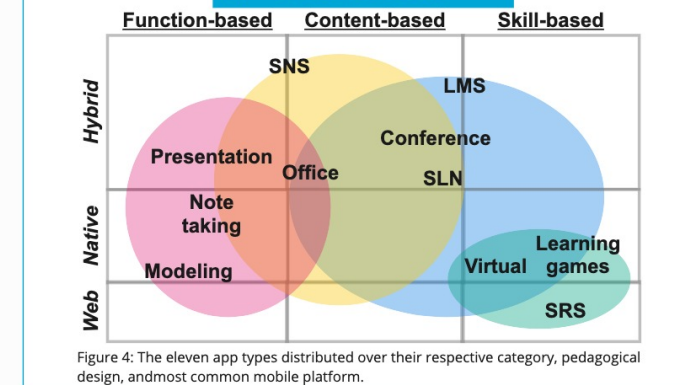 Function-based Content-based Skill-based
Hybrid
SNS
LMS
Conference
Presentation
Office
SLN
Native
Note
taking
Learning
Virtual games
Modeling
Web
SRS
Figure 4: The eleven app types distributed over their respective category, pedagogical
design, andmost common mobile platform.